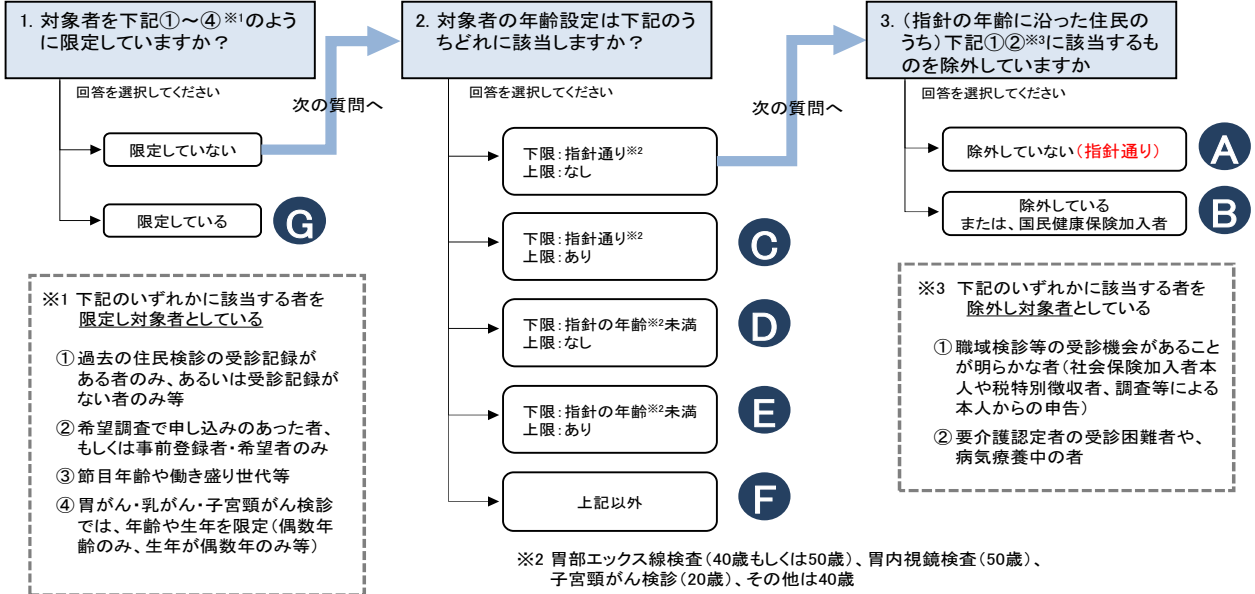 1. 対象者を下記①～④※1のよう
に限定していますか？
回答を選択してください
限定していない
限定している
G
次の質問へ
※1 下記のいずれかに該当する者を
限定し対象者としている
①過去の住民検診の受診記録が
ある者のみ、あるいは受診記録が
ない者のみ等
②希望調査で申し込みのあった者、
もしくは事前登録者・希望者のみ
③節目年齢や働き盛り世代等
④胃がん・乳がん・子宮頸がん検診
では、年齢や生年を限定（偶数年
齢のみ、生年が偶数年のみ等）
2. 対象者の年齢設定は下記のう
ちどれに該当しますか？
回答を選択してください
下限：指針通り※2
上限：なし
次の質問へ
下限：指針通り※2
上限：あり
C
下限：指針の年齢※2未満
上限：なし
D
下限：指針の年齢※2未満
上限：あり
E
上記以外
F
※2 胃部エックス線検査（40歳もしくは50歳）、胃内視鏡検査（50歳）、
子宮頸がん検診（20歳）、その他は40歳
3. （指針の年齢に沿った住民の
うち）下記①②※3に該当するも
のを除外していますか
回答を選択してください
除外していない（指針通り）
A
除外している
または、国民健康保険加入者
B
※3 下記のいずれかに該当する者を
除外し対象者としている
①職域検診等の受診機会があること
が明らかな者（社会保険加入者本
人や税特別徴収者、調査等による
本人からの申告）
②要介護認定者の受診困難者や、
病気療養中の者